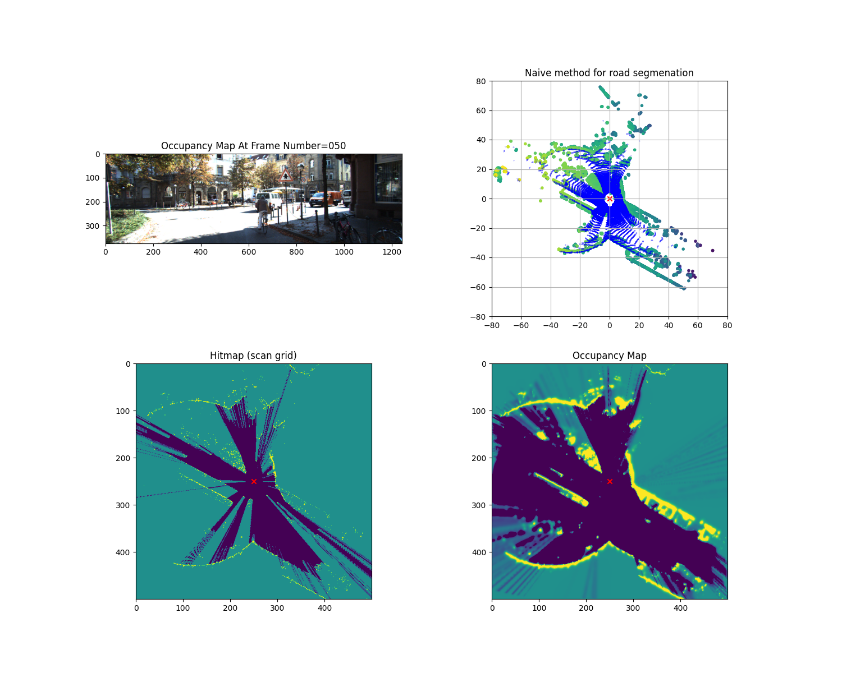 Occupancy Map At Frame Number=050
0
100
200
300
0 200 400 600 800 1000 1200
Naive method for road segmenation
80
60
40
20
0
−20
−40
−60
−80
−80 −60 −40 −20 0 20 40 60 80
Hitmap (scan grid)
0
100
200
300
400
0 100 200 300 400
Occupancy Map
0
100
200
300
400
0 100 200 300 400